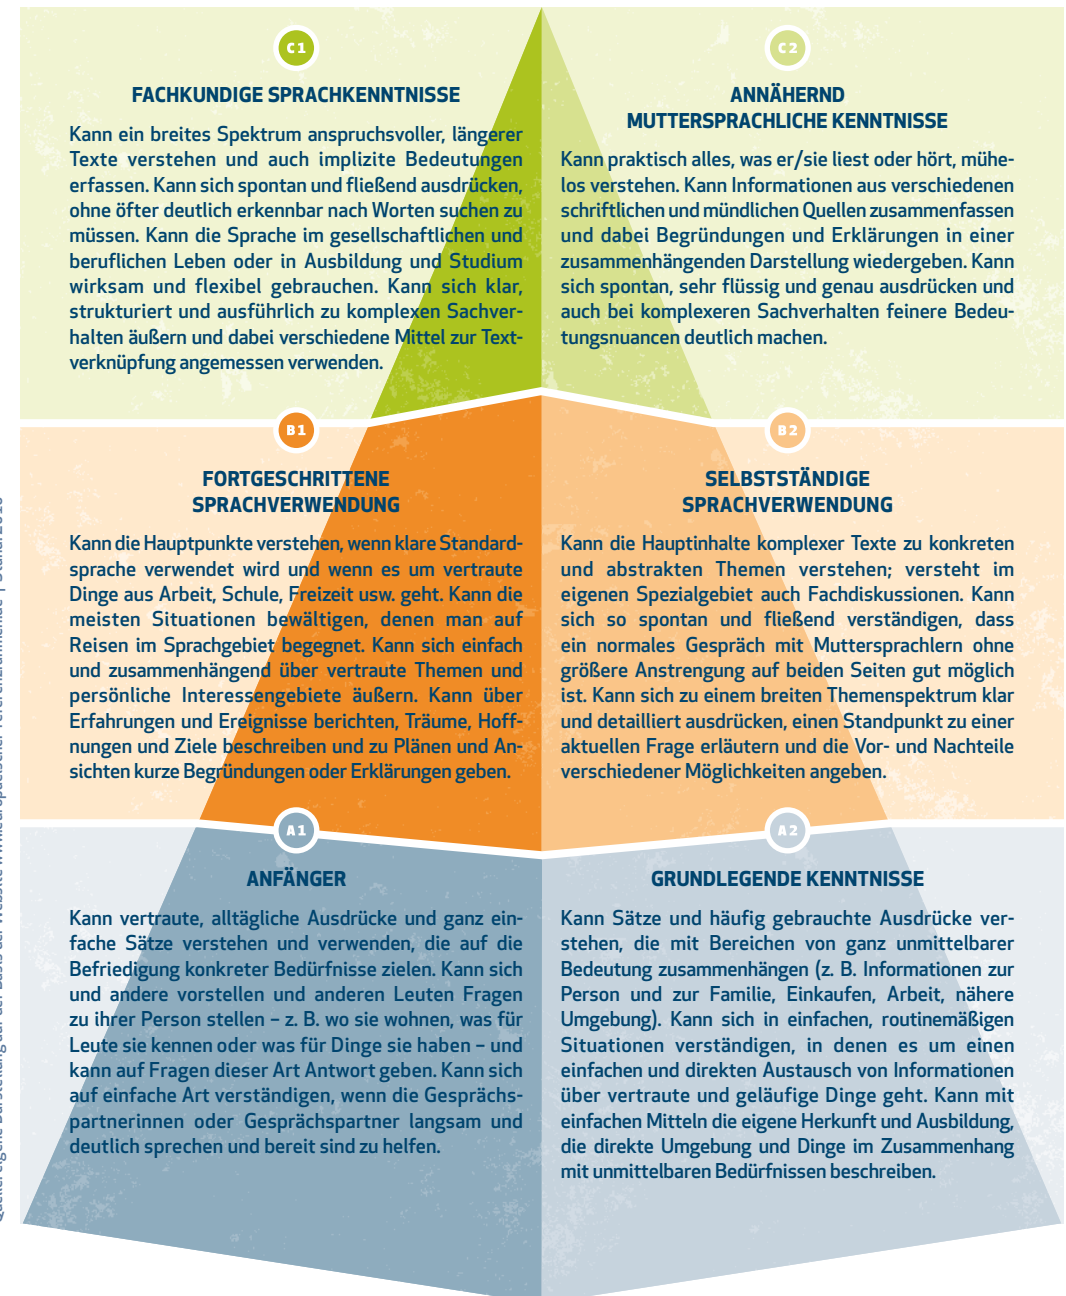 C1
FACHKUNDIGE SPRACHKENNTNISSE
Kann ein breites Spektrum anspruchsvoller, längerer
Texte verstehen und auch implizite Bedeutungen
erfassen. Kann sich spontan und fließend ausdrücken,
ohne öfter deutlich erkennbar nach Worten suchen zu
müssen. Kann die Sprache im gesellschaftlichen und
beruflichen Leben oder in Ausbildung und Studium
wirksam und flexibel gebrauchen. Kann sich klar,
strukturiert und ausführlich zu komplexen Sachver-
halten äußern und dabei verschiedene Mittel zur Text-
verknüpfung angemessen verwenden.
C2
ANNÄHERND
MUTTERSPRACHLICHE KENNTNISSE
Kann praktisch alles, was er/sie liest oder hört, mühe-
los verstehen. Kann Informationen aus verschiedenen
schriftlichen und mündlichen Quellen zusammenfassen
und dabei Begründungen und Erklärungen in einer
zusammenhängenden Darstellung wiedergeben. Kann
sich spontan, sehr flüssig und genau ausdrücken und
auch bei komplexeren Sachverhalten feinere Bedeu-
tungsnuancen deutlich machen.
B1
FORTGESCHRITTENE
SPRACHVERWENDUNG
Kann die Hauptpunkte verstehen, wenn klare Standard-
sprache verwendet wird und wenn es um vertraute
Dinge aus Arbeit, Schule, Freizeit usw. geht. Kann die
meisten Situationen bewältigen, denen man auf
Reisen im Sprachgebiet begegnet. Kann sich einfach
und zusammenhängend über vertraute Themen und
persönliche Interessengebiete äußern. Kann über
Erfahrungen und Ereignisse berichten, Träume, Hoff-
nungen und Ziele beschreiben und zu Plänen und An-
sichten kurze Begründungen oder Erklärungen geben.
B2
SELBSTSTÄNDIGE
SPRACHVERWENDUNG
Kann die Hauptinhalte komplexer Texte zu konkreten
und abstrakten Themen verstehen; versteht im
eigenen Spezialgebiet auch Fachdiskussionen. Kann
sich so spontan und fließend verständigen, dass
ein normales Gespräch mit Muttersprachlern ohne
größere Anstrengung auf beiden Seiten gut möglich
ist. Kann sich zu einem breiten Themenspektrum klar
und detailliert ausdrücken, einen Standpunkt zu einer
aktuellen Frage erläutern und die Vor- und Nachteile
verschiedener Möglichkeiten angeben.
A1
ANFÄNGER
Kann vertraute, alltägliche Ausdrücke und ganz ein-
fache Sätze verstehen und verwenden, die auf die
Befriedigung konkreter Bedürfnisse zielen. Kann sich
und andere vorstellen und anderen Leuten Fragen
zu ihrer Person stellen – z. B. wo sie wohnen, was für
Leute sie kennen oder was für Dinge sie haben – und
kann auf Fragen dieser Art Antwort geben. Kann sich
auf einfache Art verständigen, wenn die Gesprächs-
partnerinnen oder Gesprächspartner langsam und
deutlich sprechen und bereit sind zu helfen.
A2
GRUNDLEGENDE KENNTNISSE
Kann Sätze und häufig gebrauchte Ausdrücke ver-
stehen, die mit Bereichen von ganz unmittelbarer
Bedeutung zusammenhängen (z. B. Informationen zur
Person und zur Familie, Einkaufen, Arbeit, nähere
Umgebung). Kann sich in einfachen, routinemäßigen
Situationen verständigen, in denen es um einen
einfachen und direkten Austausch von Informationen
über vertraute und geläufige Dinge geht. Kann mit
einfachen Mitteln die eigene Herkunft und Ausbildung,
die direkte Umgebung und Dinge im Zusammenhang
mit unmittelbaren Bedürfnissen beschreiben.